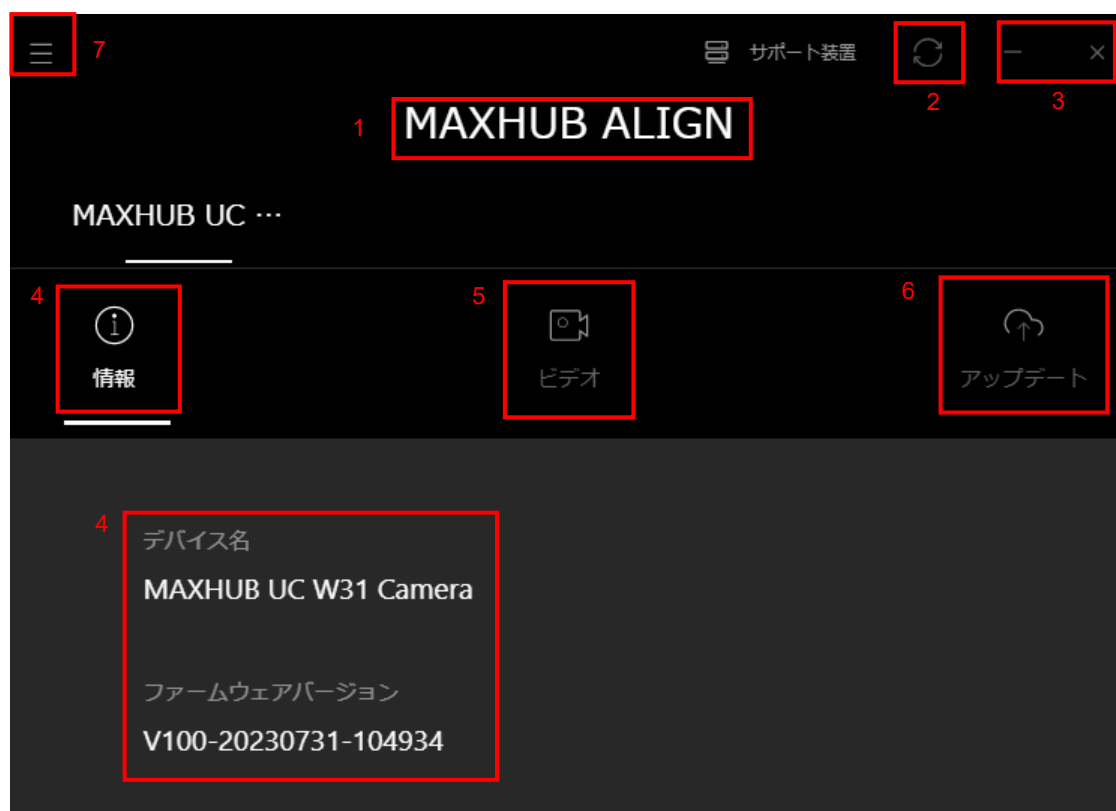 7
サポート装置
2
3
1
MAXHUB ALIGN
MAXHUB UC …
4
情報
5
ビデオ
6
アップデート
4
デバイス名
MAXHUB UC W31 Camera
ファームウェアバージョン
V100-20230731-104934